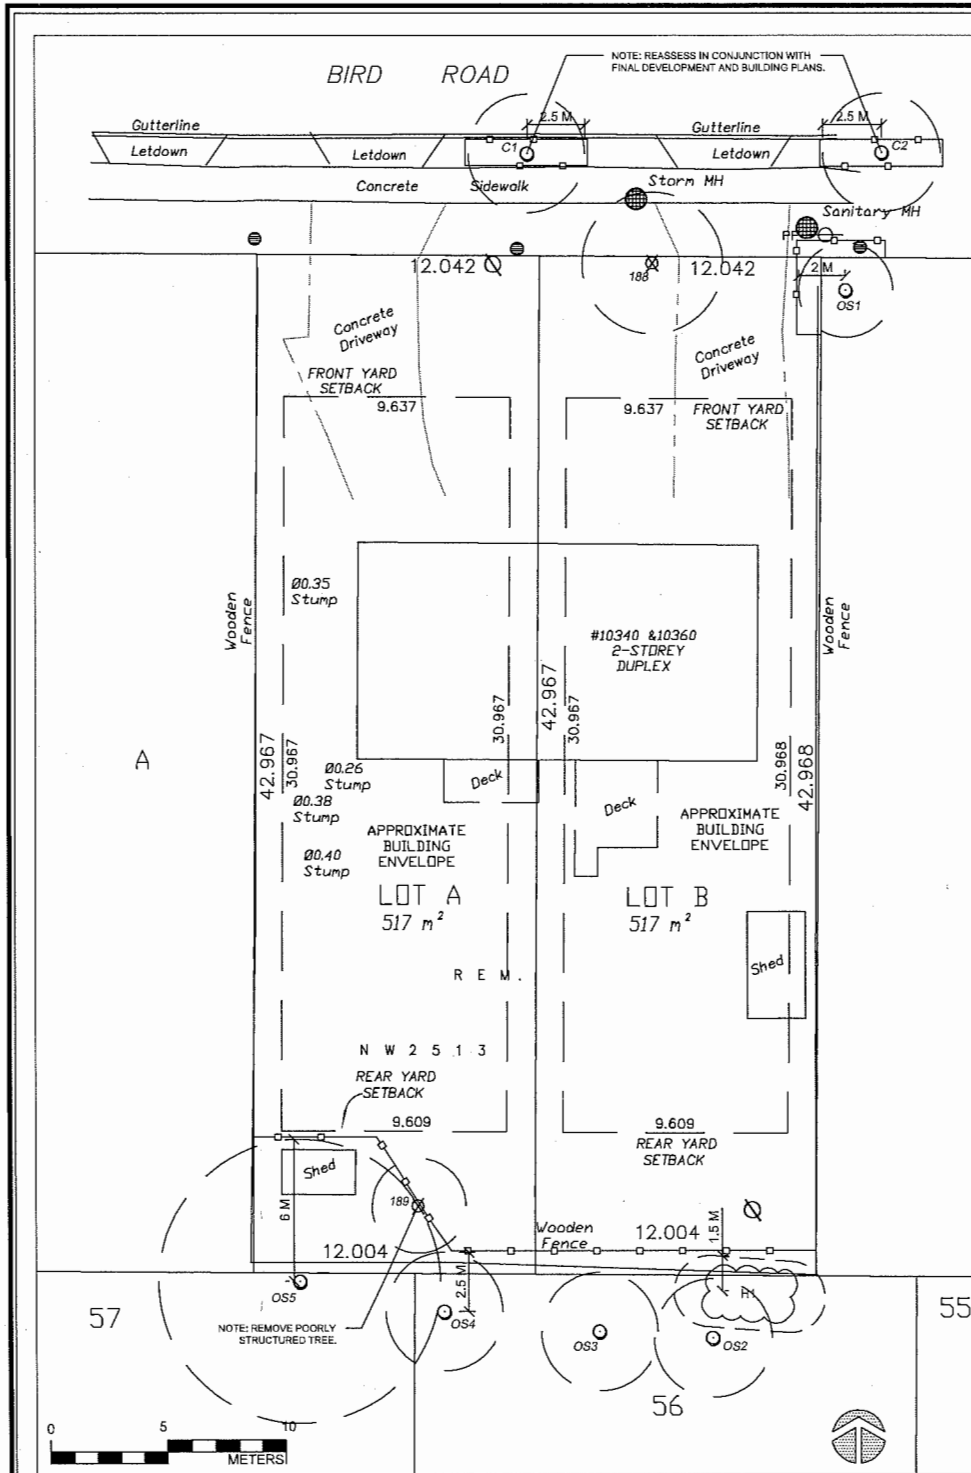 NOTE: REASSESS IN CONJUNCTION WITH
FINAL DEVELOPMENT AND BUILDING PLANS.
BIRD ROAD
2.5 M
2.5 M
Gutterline
Gutterline
Letdown
Letdown
C1
Letdown
C2
Concrete Sidewalk
Storm MH
Sanitary MH
12.042
188
12.042
2 M
OS1
Concrete
Driveway
Concrete
Driveway
FRONT YARD
SETBACK
9.637
9.637
FRONT YARD
SETBACK
Ø0.35
Stump
Wooden
Fence
#10340 &10360
2-STOREY
DUPLEX
Wooden
Fence
42.967
30.967
30.967
42.967
30.967
30.968
42.968
A
Ø0.26
Stump
Ø0.38
Stump
Ø0.40
Stump
Deck
Deck
APPROXIMATE
BUILDING
ENVELOPE
APPROXIMATE
BUILDING
ENVELOPE
LOT A
517 m²
LOT B
517 m²
Shed
R E M.
N W 2 5 1 3
REAR YARD
SETBACK
9.609
9.609
REAR YARD
SETBACK
Shed
6 M
189
Wooden
Fence
12.004
1.5 M
12.004
2.5 M
H1
OS5
OS4
OS3
OS2
57
NOTE: REMOVE POORLY
STRUCTURED TREE.
55
56
0 5 10
METERS